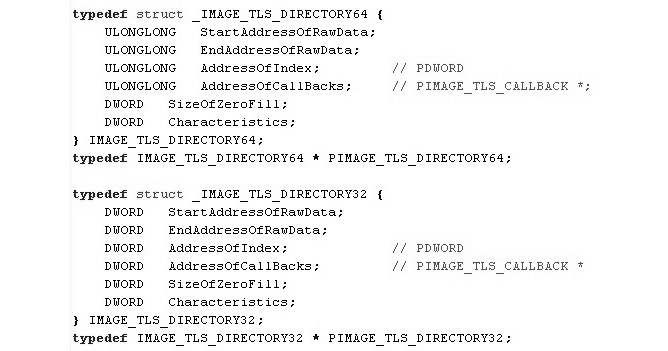 typedef struct _IMAGE_TLS_DIRECTORY64 {
ULONGLONG StartAddressOfRawData;
ULONGLONG EndAddressOfRawData;
ULONGLONG AddressOfIndex; // PDWORD
ULONGLONG AddressOfCallBacks; // PIMAGE_TLS_CALLBACK *;
DWORD SizeOfZeroFill;
DWORD Characteristics;
} IMAGE_TLS_DIRECTORY64;
typedef IMAGE_TLS_DIRECTORY64 * PIMAGE_TLS_DIRECTORY64;
typedef struct _IMAGE_TLS_DIRECTORY32 {
DWORD StartAddressOfRawData;
DWORD EndAddressOfRawData;
DWORD AddressOfIndex; // PDWORD
DWORD AddressOfCallBacks; // PIMAGE_TLS_CALLBACK *
DWORD SizeOfZeroFill;
DWORD Characteristics;
} IMAGE_TLS_DIRECTORY32;
typedef IMAGE_TLS_DIRECTORY32 * PIMAGE_TLS_DIRECTORY32;